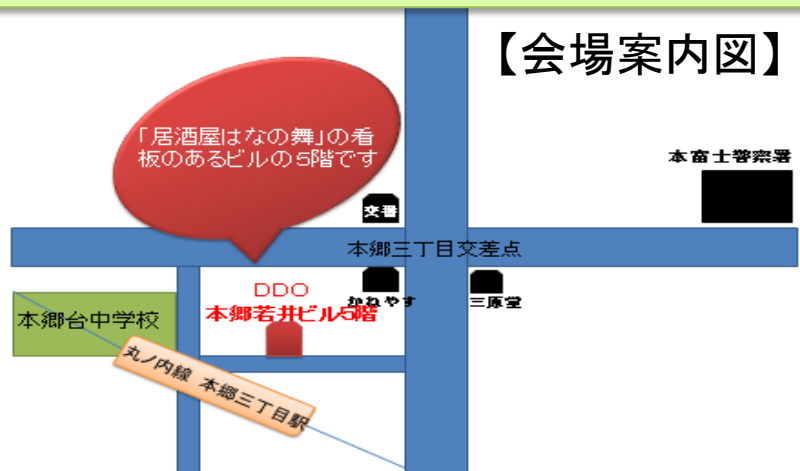 【会場案内図】
「居酒屋はなの舞」の看
板のあるビルの5階です
本富士警察署
交番
本郷三丁目交差点
DDO
本郷若井ビル5階
かねやす
三原堂
本郷台中学校
丸ノ内線 本郷三丁目駅